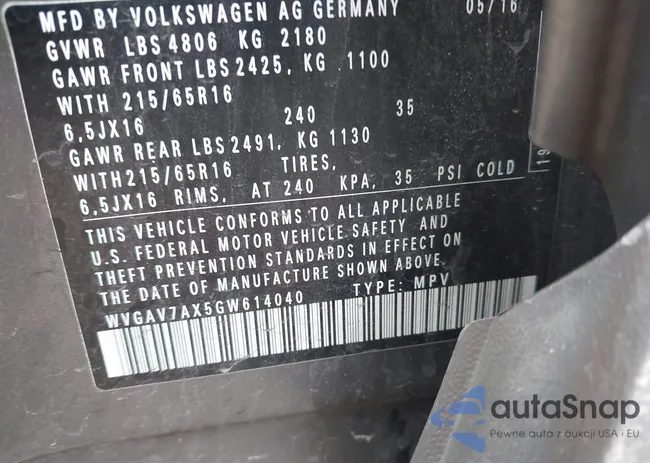 MFD BY VOLKSWAGEN AG GERMANY 05/16
GVWR LBS 4806 KG 2180
GAWR FRONT LBS 2425, KG 1100
WITH 215/65R16
6,5JX16 240 35
GAWR REAR LBS 2491, KG 1130
WITH 215/65R16 TIRES,
6,5JX16 RIMS, AT 240 KPA, 35 PSI COLD
THIS VEHICLE CONFORMS TO ALL APPLICABLE
U.S. FEDERAL MOTOR VEHICLE SAFETY AND
THEFT PREVENTION STANDARDS IN EFFECT ON
THE DATE OF MANUFACTURE SHOWN ABOVE.
WVGAV7AX5GW614040 TYPE: MPV
autaSnap
Pewne auta z aukcji USA i EU